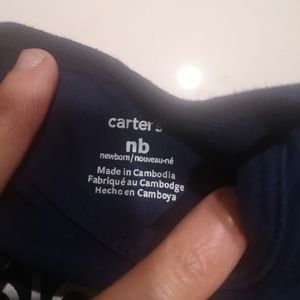 carter's
nb
newborn/nouveau-né
Made in Cambodia
Fabriqué au Cambodge
Hecho en Camboya